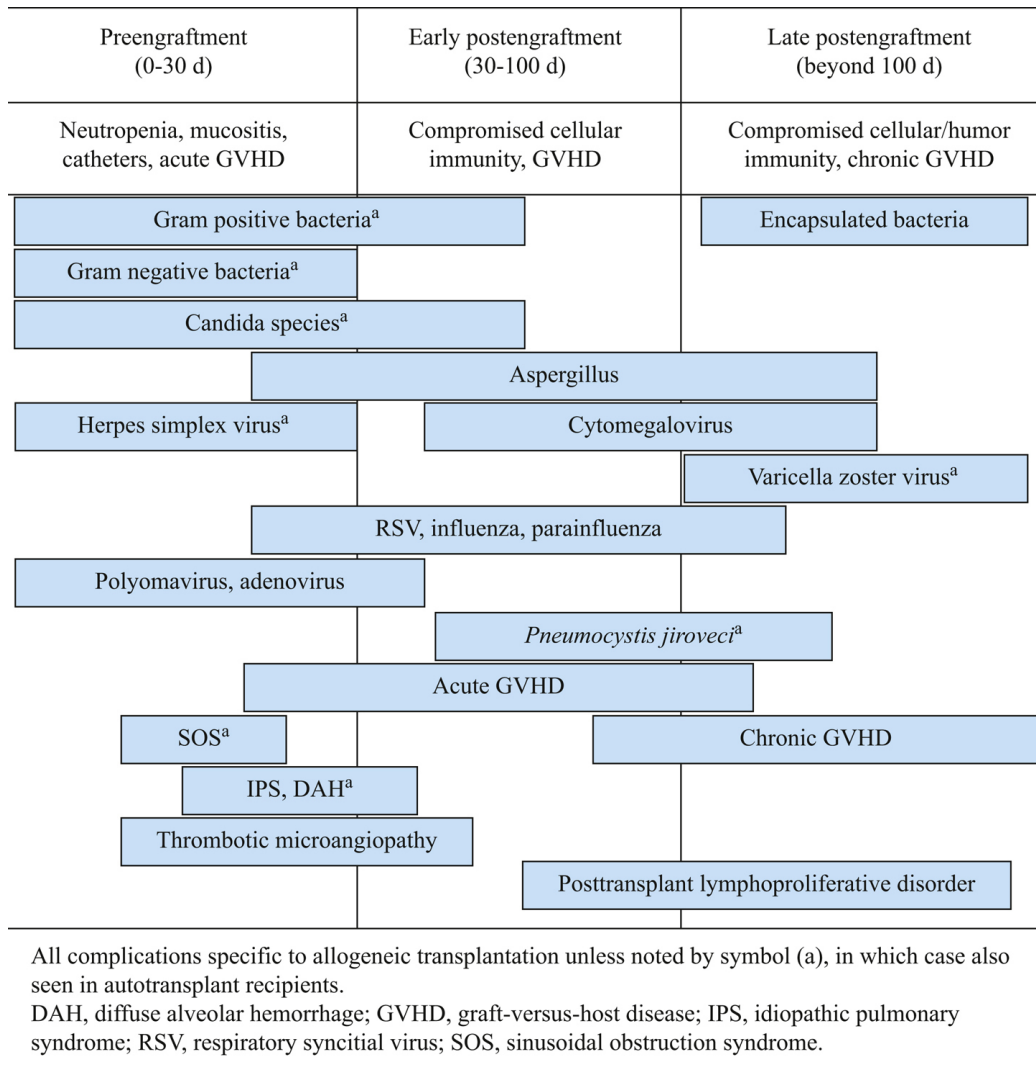 Preengraftment
(0-30 d)
Early postengraftment
(30-100 d)
Late postengraftment
(beyond 100 d)
Neutropenia, mucositis,
catheters, acute GVHD
Compromised cellular
immunity, GVHD
Compromised cellular/humor
immunity, chronic GVHD
Gram positive bacteriaᵃ
Encapsulated bacteria
Gram negative bacteriaᵃ
Candida speciesᵃ
Aspergillus
Herpes simplex virusᵃ
Cytomegalovirus
Varicella zoster virusᵃ
RSV, influenza, parainfluenza
Polyomavirus, adenovirus
Pneumocystis jiroveciᵃ
Acute GVHD
SOSᵃ
Chronic GVHD
IPS, DAHᵃ
Thrombotic microangiopathy
Posttransplant lymphoproliferative disorder
All complications specific to allogeneic transplantation unless noted by symbol (a), in which case also
seen in autotransplant recipients.
DAH, diffuse alveolar hemorrhage; GVHD, graft-versus-host disease; IPS, idiopathic pulmonary
syndrome; RSV, respiratory syncitial virus; SOS, sinusoidal obstruction syndrome.